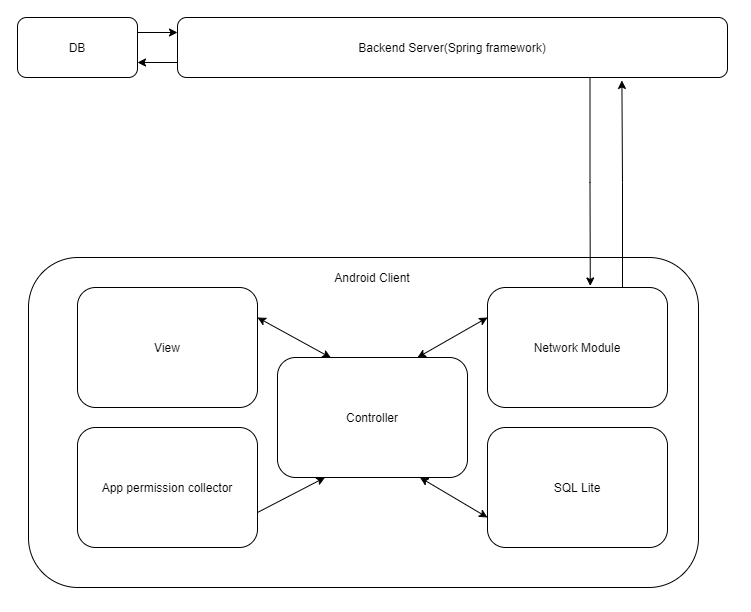 DB
Backend Server(Spring framework)
Android Client
View
Network Module
Controller
App permission collector
SQL Lite